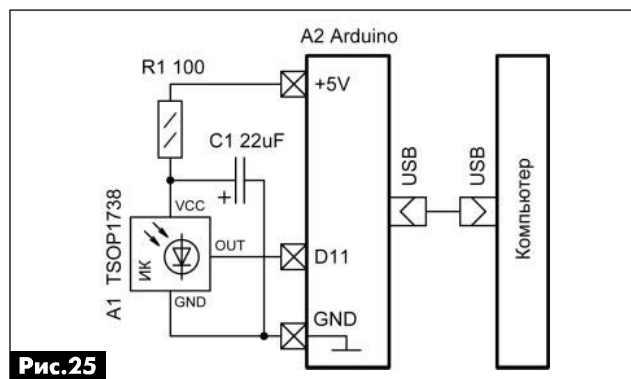 A2 Arduino
R1 100
+5V
C1 22uF
+
VCC
A1 TSOP1738
ИК
OUT
D11
GND
GND
USB
USB
Компьютер
Рис.25